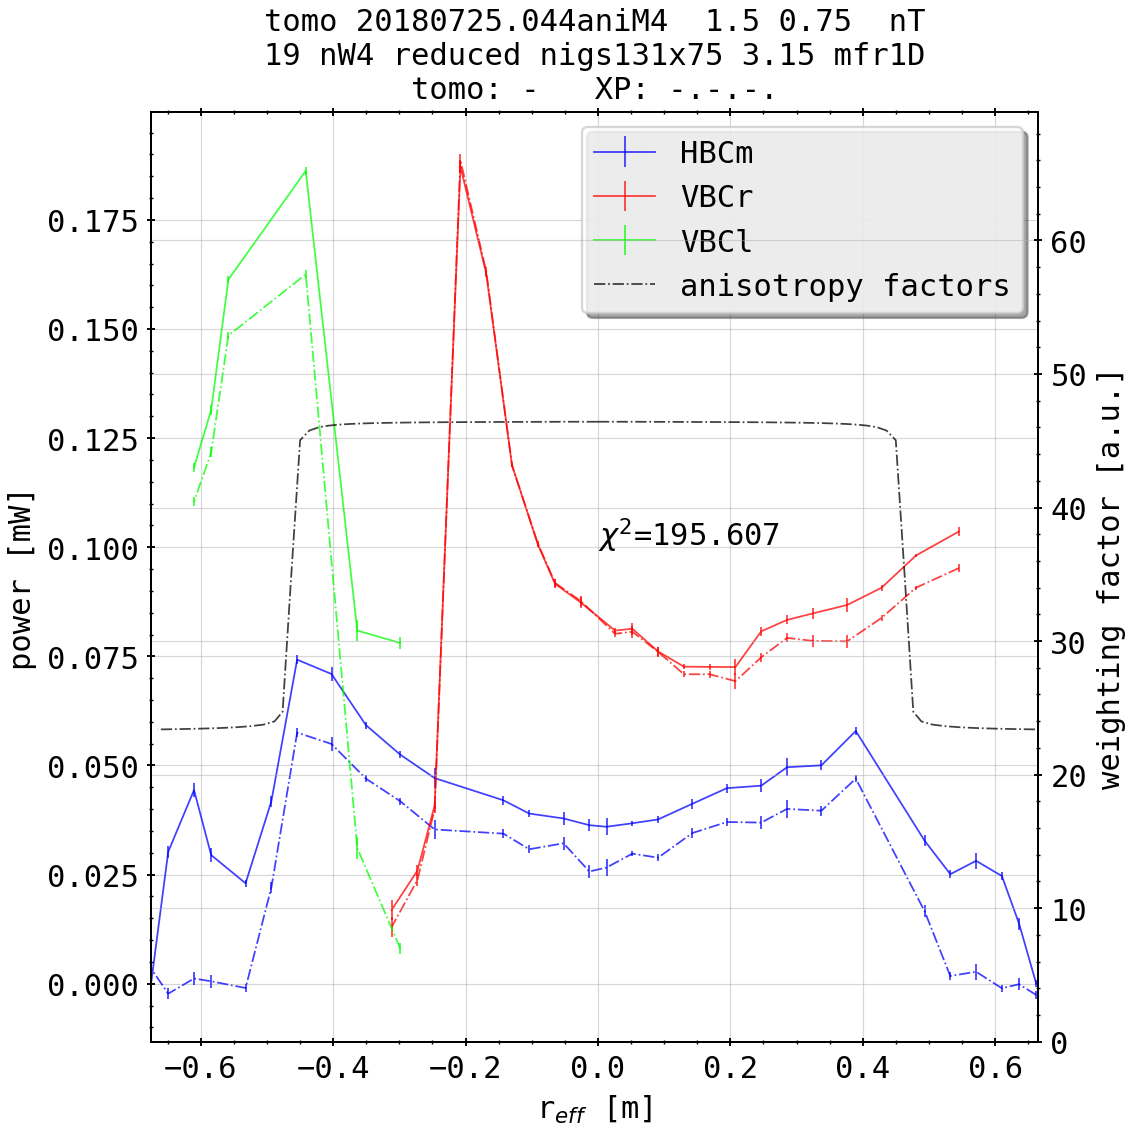 tomo 20180725.044aniM4  1.5 0.75  nT
19 nW4 reduced nigs131x75 3.15 mfr1D
tomo: -   XP: -.-.-.
HBCm
VBCr
VBCl
anisotropy factors
χ²=195.607
power [mW]
0.175
0.150
0.125
0.100
0.075
0.050
0.025
0.000
weighting factor [a.u.]
60
50
40
30
20
10
0
−0.6 −0.4 −0.2 0.0 0.2 0.4 0.6
r_eff [m]